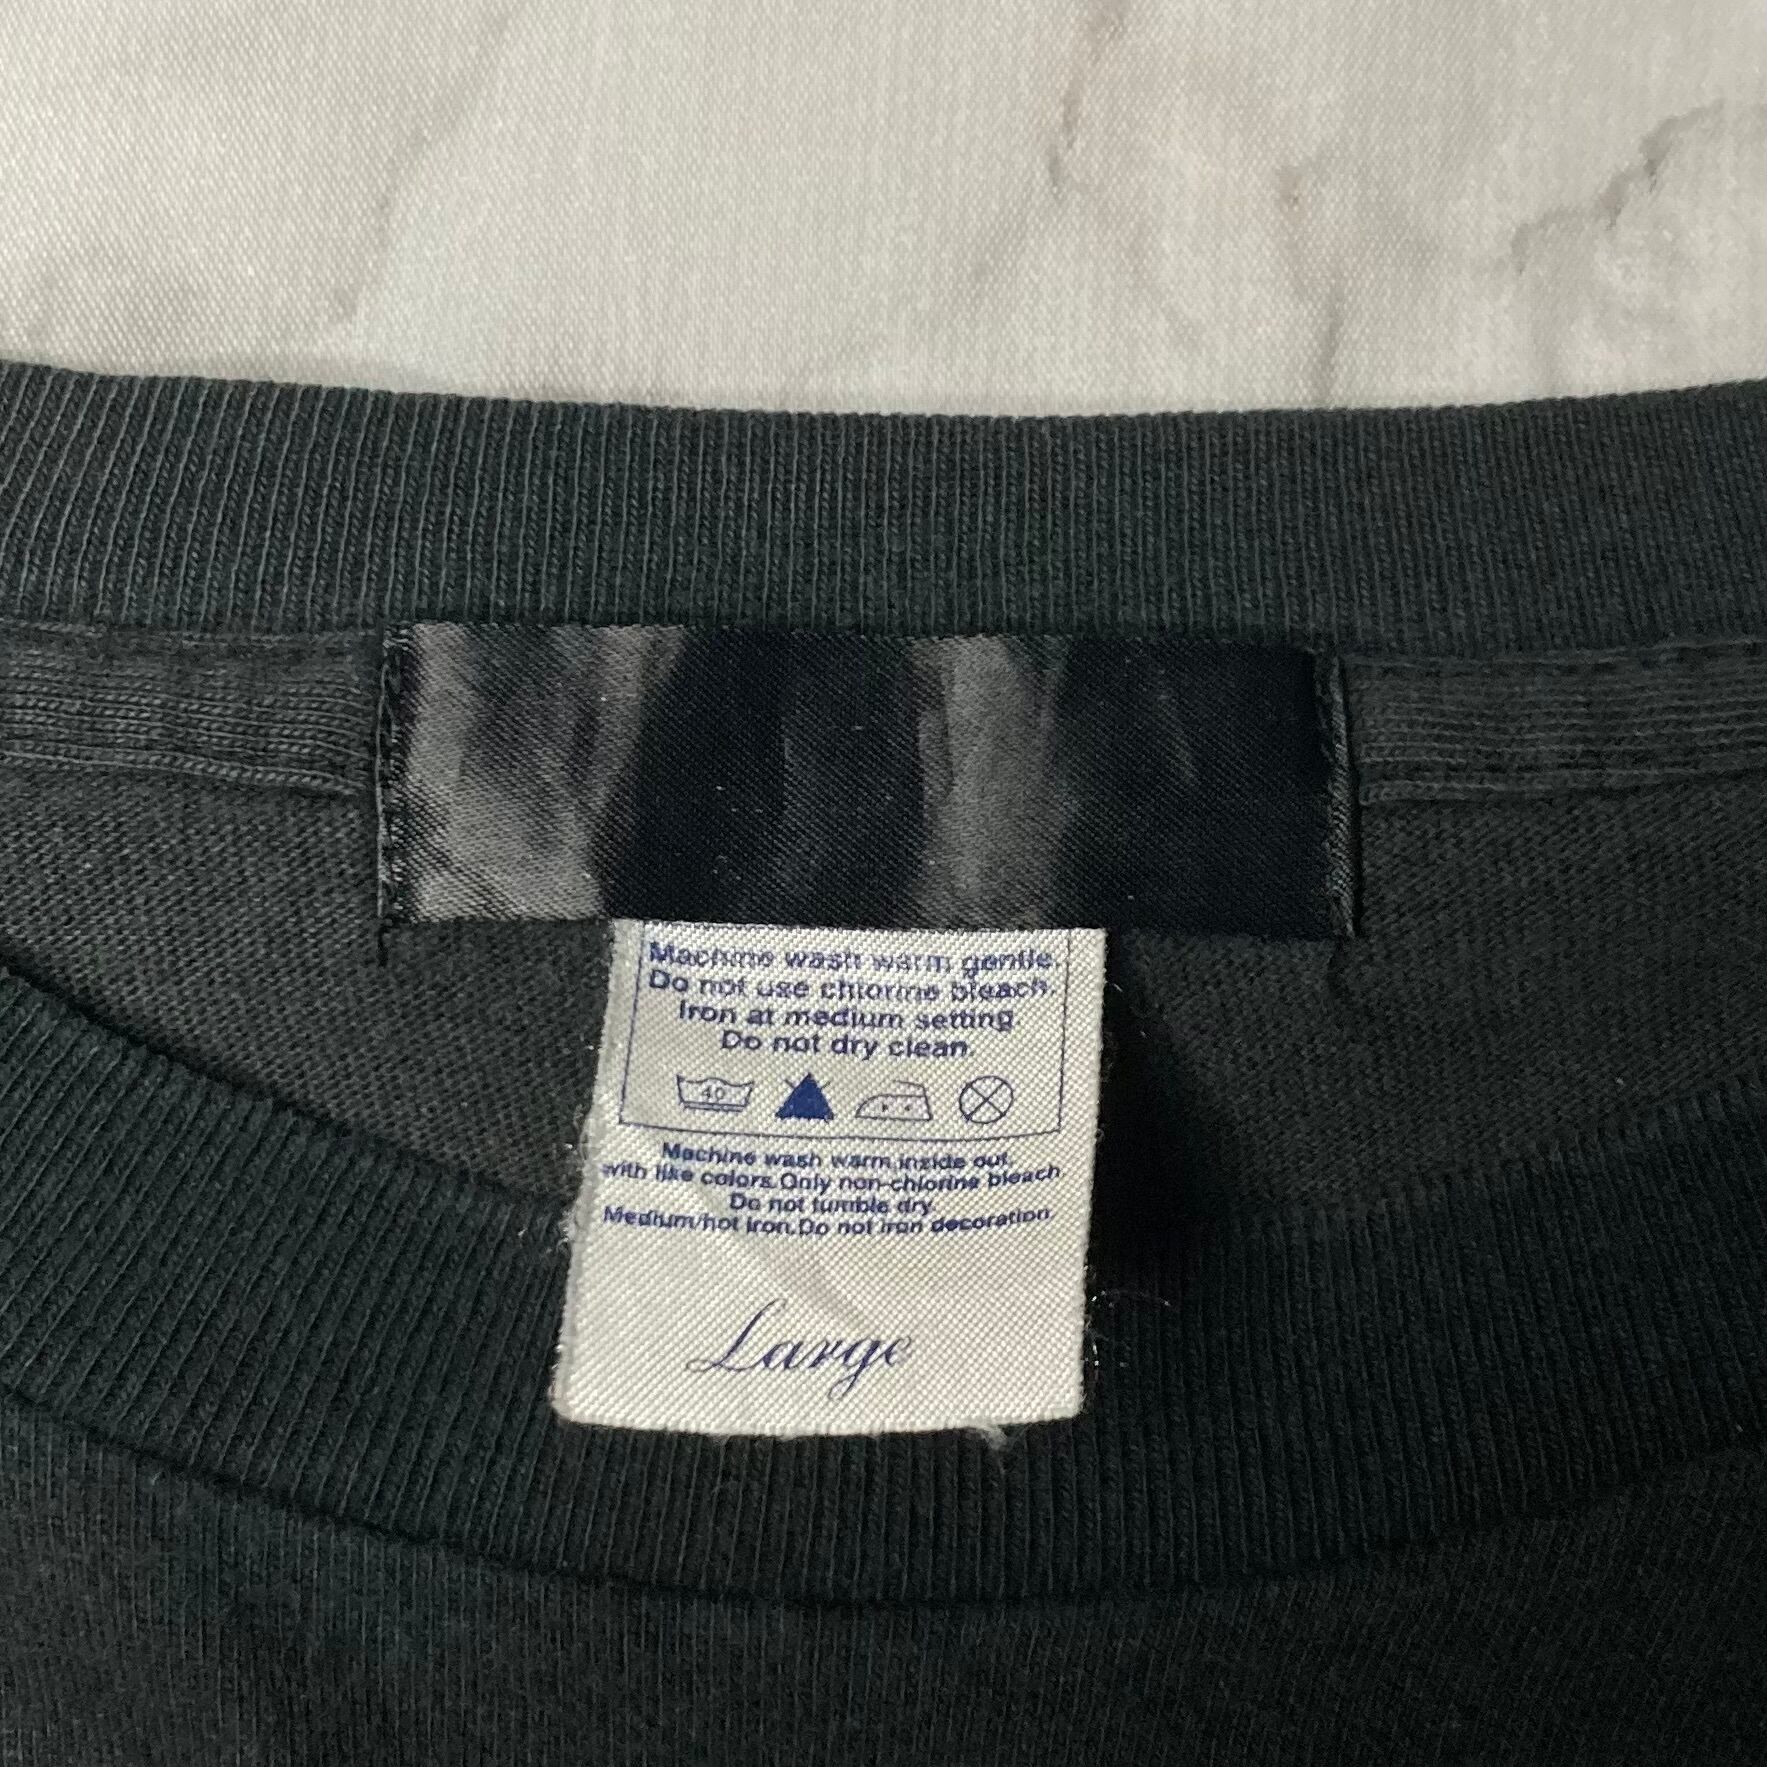 Machine wash warm gentle.
Do not use chlorine bleach.
Iron at medium setting
Do not dry clean.
40
Machine wash warm inside out
with like colors. Only non-chlorine bleach
Do not tumble dry.
Medium/hot iron. Do not iron decoration
Large